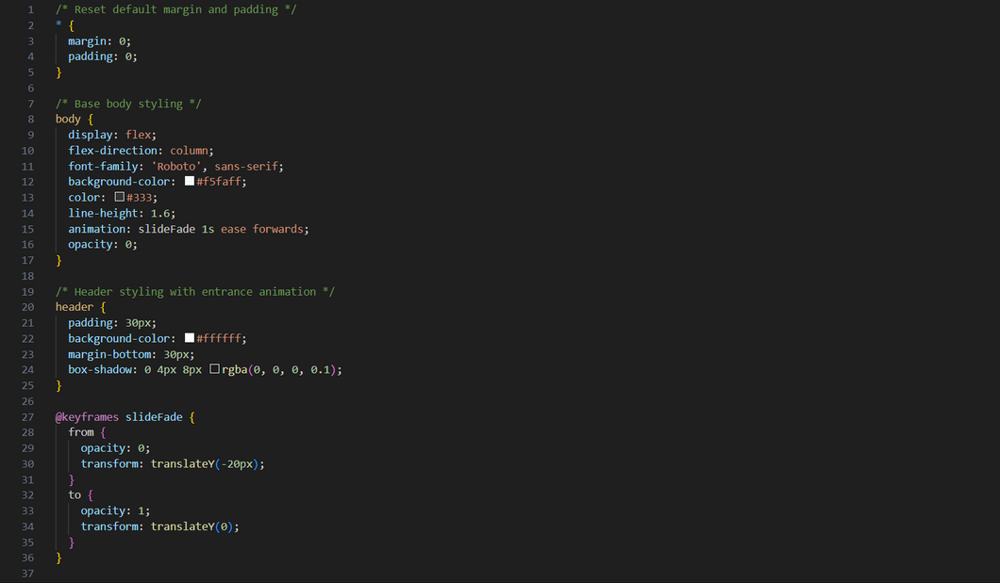 1 /* Reset default margin and padding */
2 * {
3   margin: 0;
4   padding: 0;
5 }
6
7 /* Base body styling */
8 body {
9   display: flex;
10   flex-direction: column;
11   font-family: 'Roboto', sans-serif;
12   background-color: #f5faff;
13   color: #333;
14   line-height: 1.6;
15   animation: slideFade 1s ease forwards;
16   opacity: 0;
17 }
18
19 /* Header styling with entrance animation */
20 header {
21   padding: 30px;
22   background-color: #ffffff;
23   margin-bottom: 30px;
24   box-shadow: 0 4px 8px rgba(0, 0, 0, 0.1);
25 }
26
27 @keyframes slideFade {
28   from {
29     opacity: 0;
30     transform: translateY(-20px);
31   }
32   to {
33     opacity: 1;
34     transform: translateY(0);
35   }
36 }
37